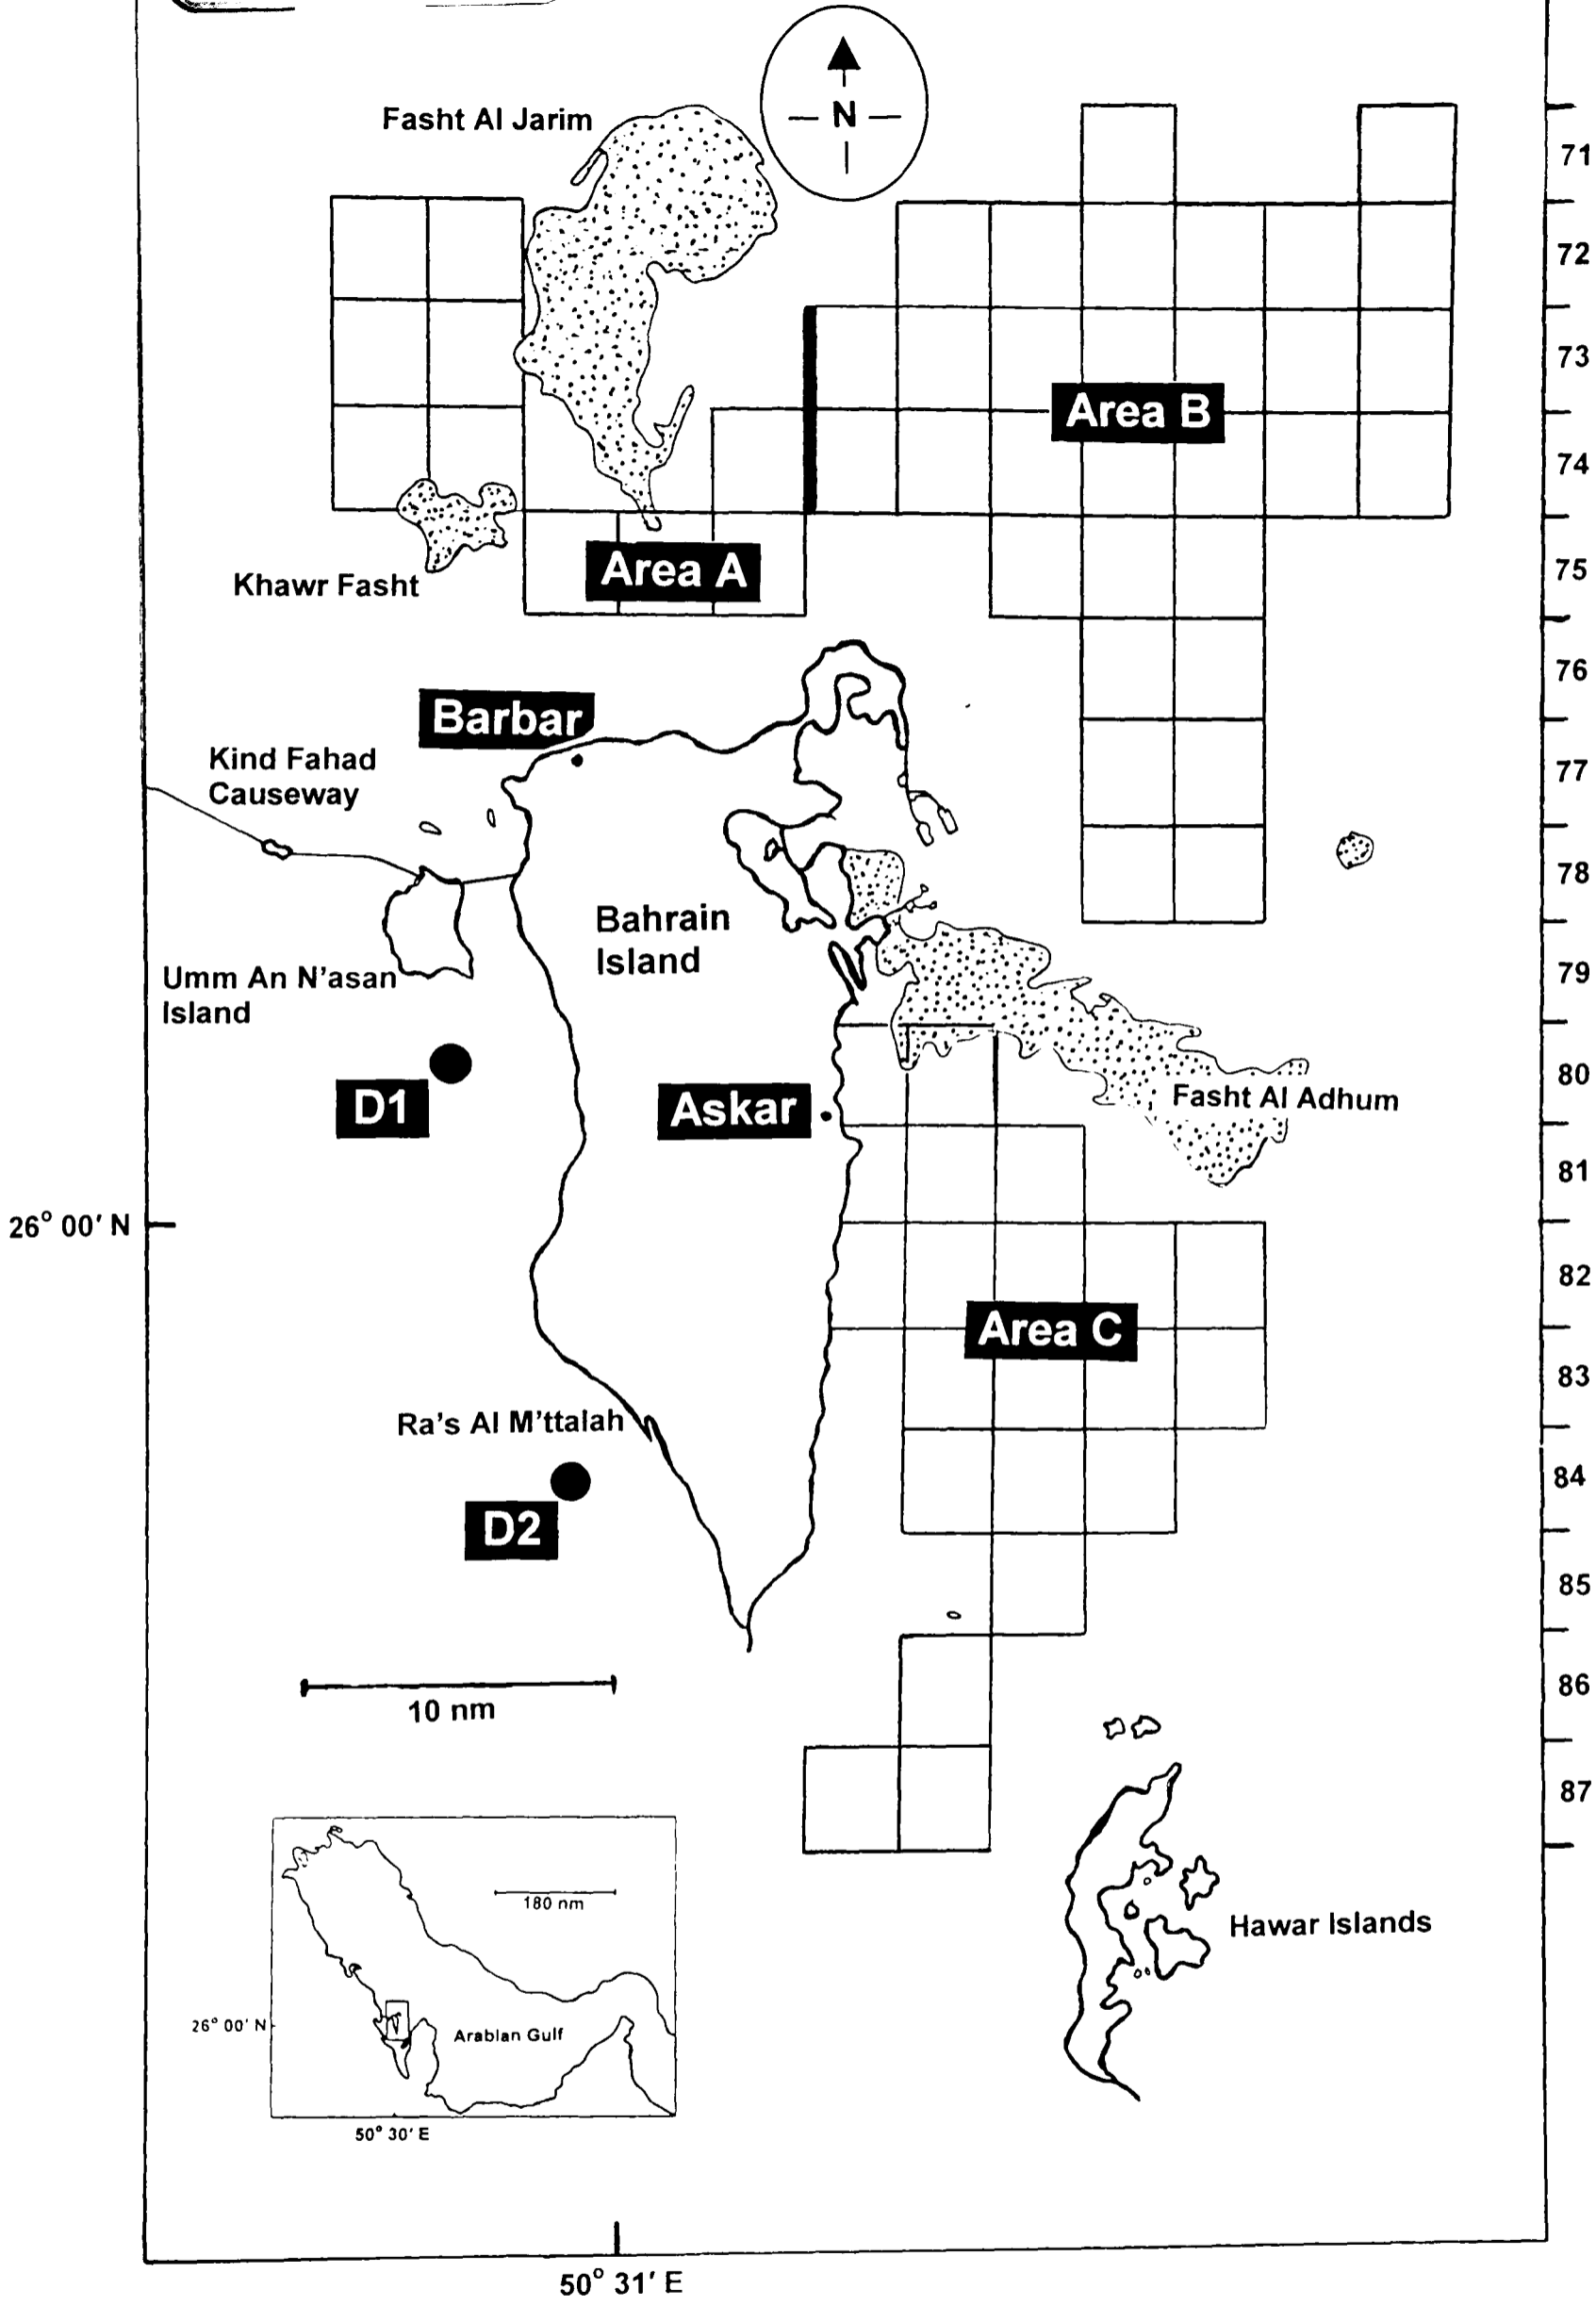 N
Fasht Al Jarim
71
72
73
Area B
74
Area A
75
Khawr Fasht
76
Barbar
Kind Fahad
Causeway
77
78
Bahrain
Island
Umm An N'asan
Island
79
80
D1
Askar
Fasht Al Adhum
81
26° 00' N
82
Area C
83
Ra's Al M'ttalah
84
D2
85
86
10 nm
87
180 nm
Hawar Islands
26° 00' N
Arabian Gulf
50° 30' E
50° 31' E